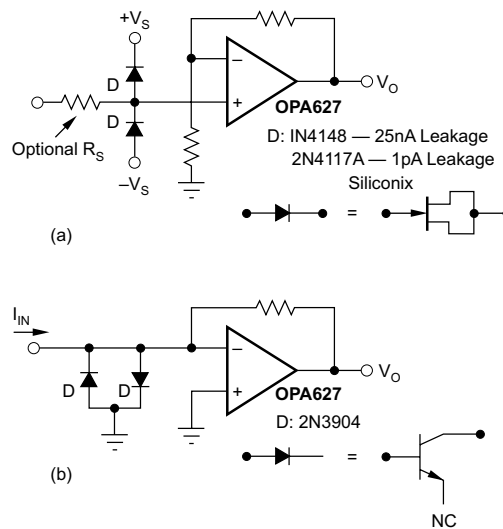 +V_S
D
D
Optional R_S
–V_S
–
+
OPA627
V_O
D: IN4148 — 25nA Leakage
2N4117A — 1pA Leakage
Siliconix
=
(a)
I_IN
D
D
–
+
OPA627
V_O
D: 2N3904
=
NC
(b)